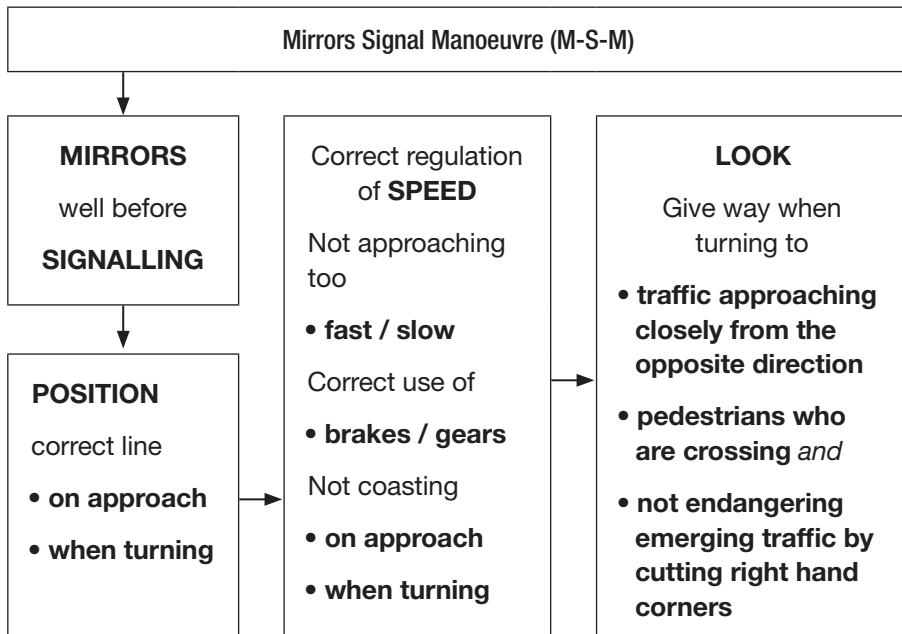 Mirrors Signal Manoeuvre (M-S-M)
MIRRORS
well before
SIGNALLING
POSITION
correct line
• on approach
• when turning
Correct regulation
of SPEED
Not approaching
too
• fast / slow
Correct use of
• brakes / gears
Not coasting
• on approach
• when turning
LOOK
Give way when
turning to
• traffic approaching
closely from the
opposite direction
• pedestrians who
are crossing and
• not endangering
emerging traffic by
cutting right hand
corners